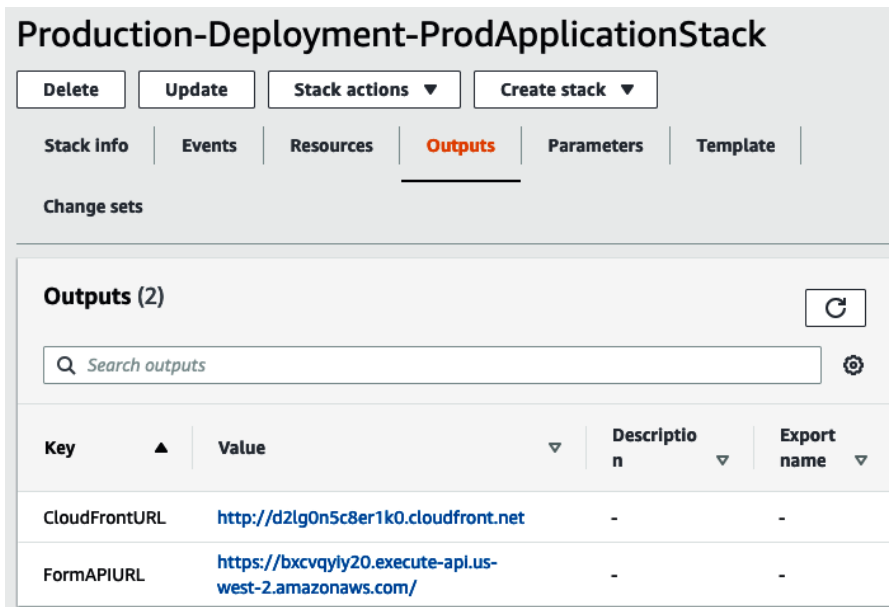 Production-Deployment-ProdApplicationStack
Delete Update Stack actions Create stack
Stack info Events Resources Outputs Parameters Template
Change sets
Outputs (2)
Search outputs
Key Value Descriptio Export
n name
CloudFrontURL http://d2lg0n5c8er1k0.cloudfront.net - -
FormAPIURL https://bxcvqyiy20.execute-api.us- - -
west-2.amazonaws.com/